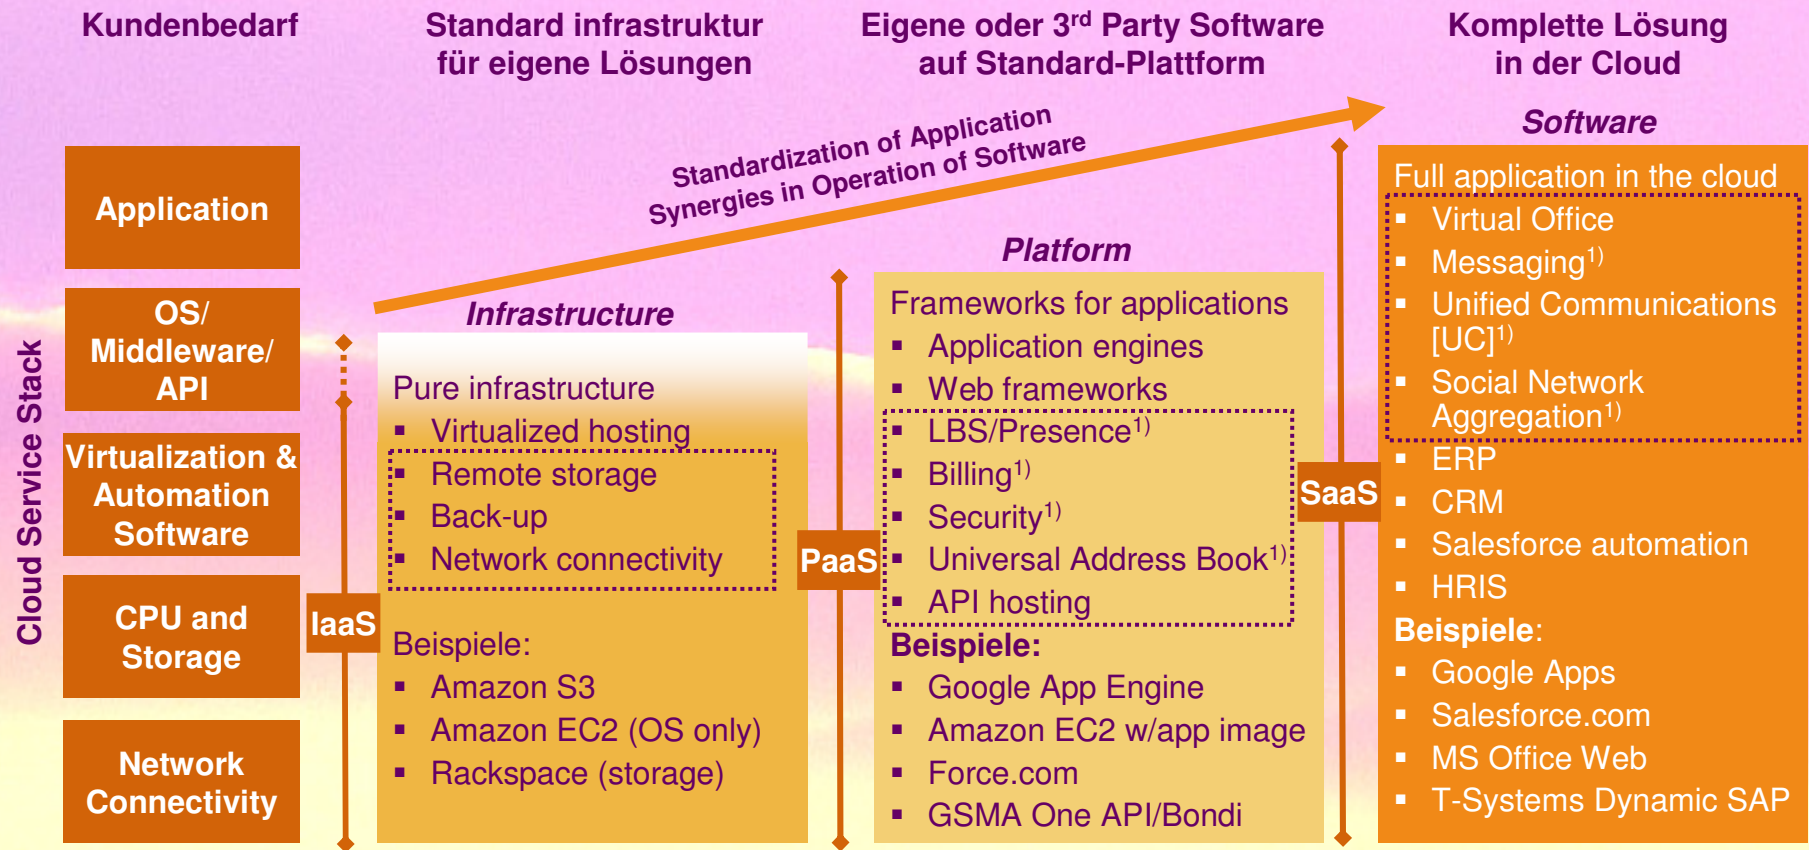 Kundenbedarf
Standard infrastruktur
für eigene Lösungen
Eigene oder 3rd Party Software
auf Standard-Plattform
Komplette Lösung
in der Cloud
Standardization of Application
Synergies in Operation of Software
Cloud Service Stack
Application
OS/
Middleware/
API
Virtualization &
Automation
Software
CPU and
Storage
Network
Connectivity
IaaS
Infrastructure
Pure infrastructure
▪ Virtualized hosting
▪ Remote storage
▪ Back-up
▪ Network connectivity
Beispiele:
▪ Amazon S3
▪ Amazon EC2 (OS only)
▪ Rackspace (storage)
PaaS
Platform
Frameworks for applications
▪ Application engines
▪ Web frameworks
▪ LBS/Presence1)
▪ Billing1)
▪ Security1)
▪ Universal Address Book1)
▪ API hosting
Beispiele:
▪ Google App Engine
▪ Amazon EC2 w/app image
▪ Force.com
▪ GSMA One API/Bondi
SaaS
Software
Full application in the cloud
▪ Virtual Office
▪ Messaging1)
▪ Unified Communications
[UC]1)
▪ Social Network
Aggregation1)
▪ ERP
▪ CRM
▪ Salesforce automation
▪ HRIS
Beispiele:
▪ Google Apps
▪ Salesforce.com
▪ MS Office Web
▪ T-Systems Dynamic SAP